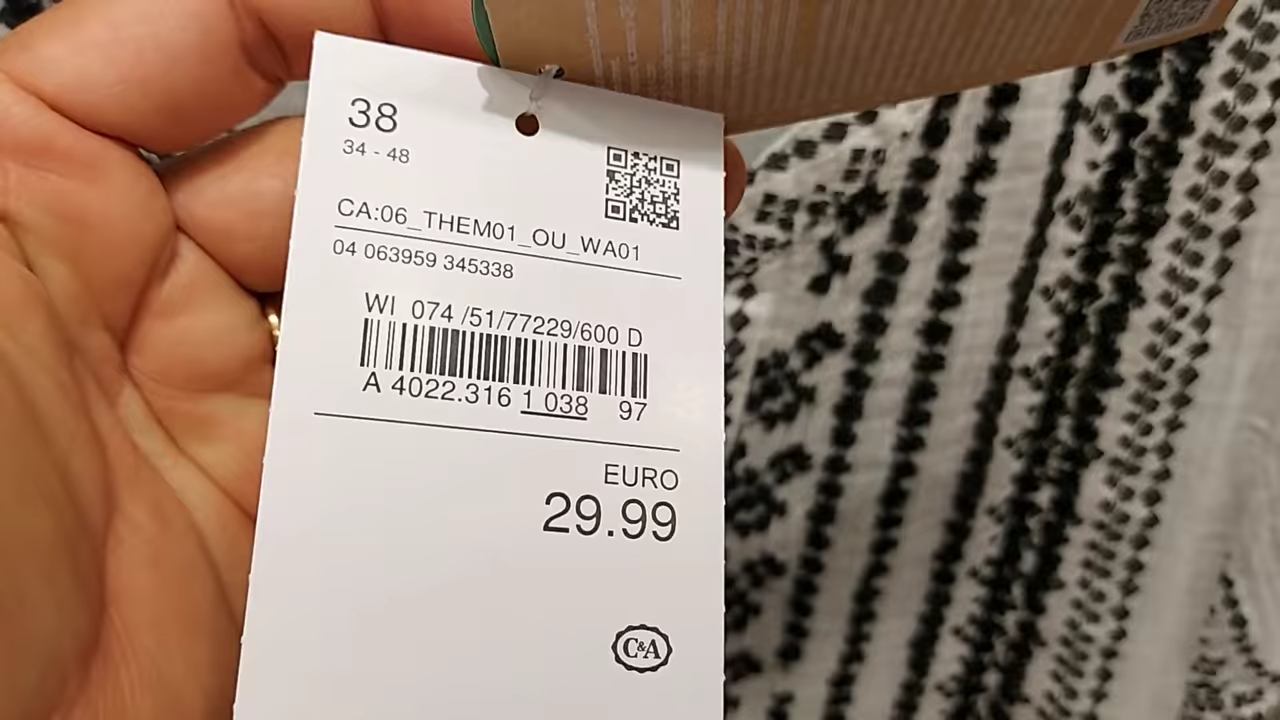 38
34 - 48
CA:06_THEM01_OU_WA01
04 063959 345338
WI 074 /51/77229/600 D
A 4022.316 1 038 97
EURO
29.99
C&A